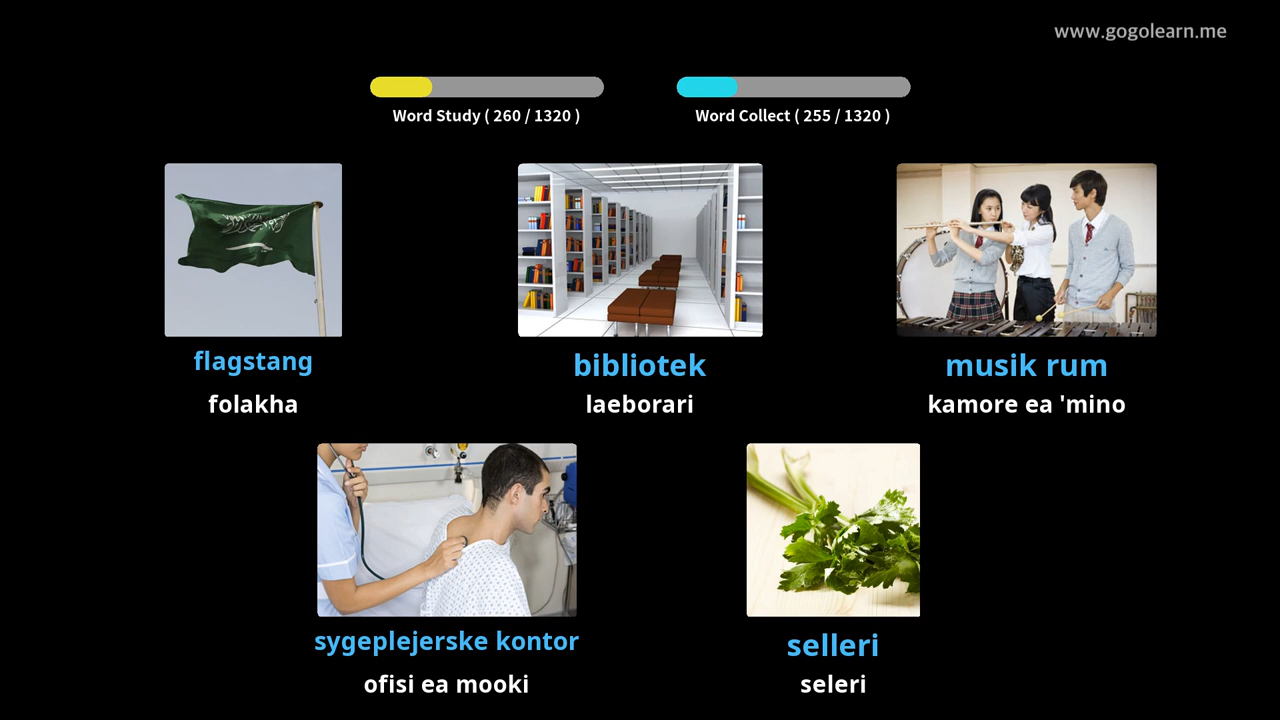 www.gogolearn.me
Word Study ( 260 / 1320 )
Word Collect ( 255 / 1320 )
flagstang
bibliotek
musik rum
folakha
laeborari
kamore ea 'mino
sygeplejerske kontor
selleri
ofisi ea mooki
seleri